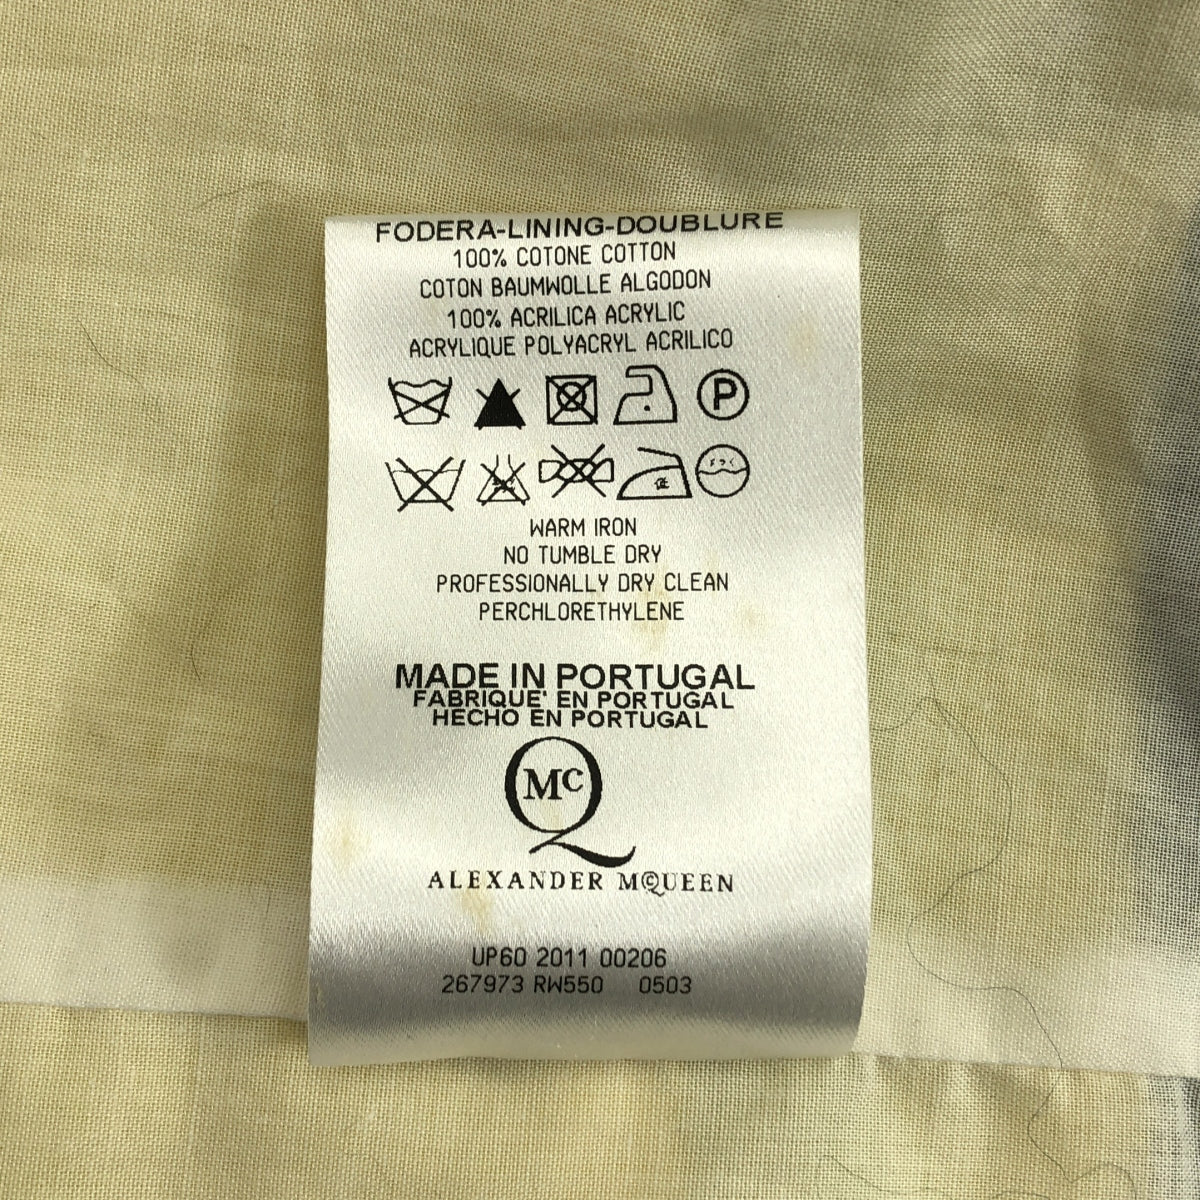 FODERA-LINING-DOUBLURE
100% COTONE COTTON
COTON BAUMWOLLE ALGODON
100% ACRILICA ACRYLIC
ACRYLIQUE POLYACRYL ACRILICO
P
WARM IRON
NO TUMBLE DRY
PROFESSIONALLY DRY CLEAN
PERCHLORETHYLENE
MADE IN PORTUGAL
FABRIQUE' EN PORTUGAL
HECHO EN PORTUGAL
McQ
ALEXANDER McQUEEN
UP60 2011 00206
267973 RW550 0503